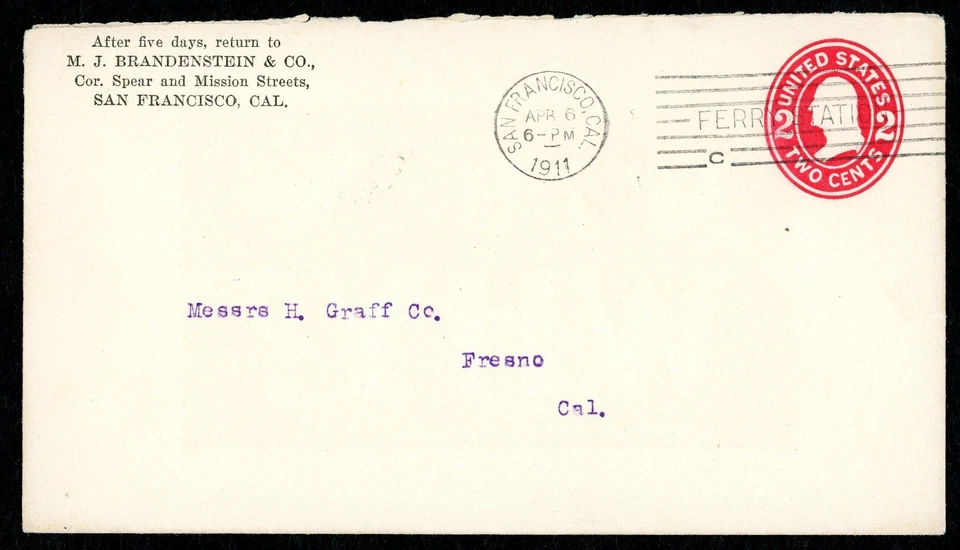 After five days, return to
M. J. BRANDENSTEIN & CO.,
Cor. Spear and Mission Streets,
SAN FRANCISCO, CAL.
SAN FRANCISCO, CAL.
APR 6
6-PM
1911
FERRY STATION
C
UNITED STATES
2 2
TWO CENTS
Messrs H. Graff Co.
Fresno
Cal.